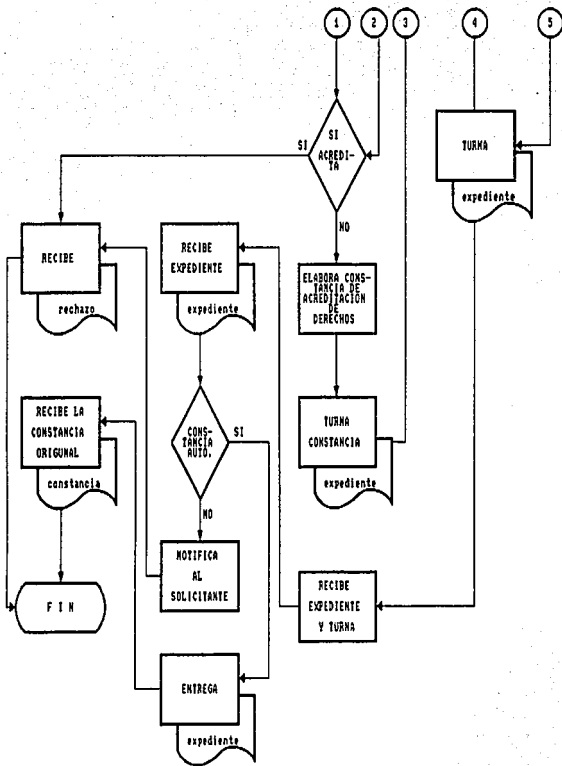 1
2
3
4
5
SI
SI
ACREDI-
TA
TURNA
expediente
NO
RECIBE
rechazo
RECIBE
EXPEDIENTE
expediente
ELABORA CONS-
TANCIA DE
ACREDITACION
DE
DERECHOS
RECIBE LA
CONSTANCIA
ORIGUNAL
constancia
CONS-
TANCIA
AUTO.
SI
TURNA
CONSTANCIA
expediente
NO
NOTIFICA
AL
SOLICITANTE
RECIBE
EXPEDIENTE
Y TURNA
F I N
ENTREGA
expediente